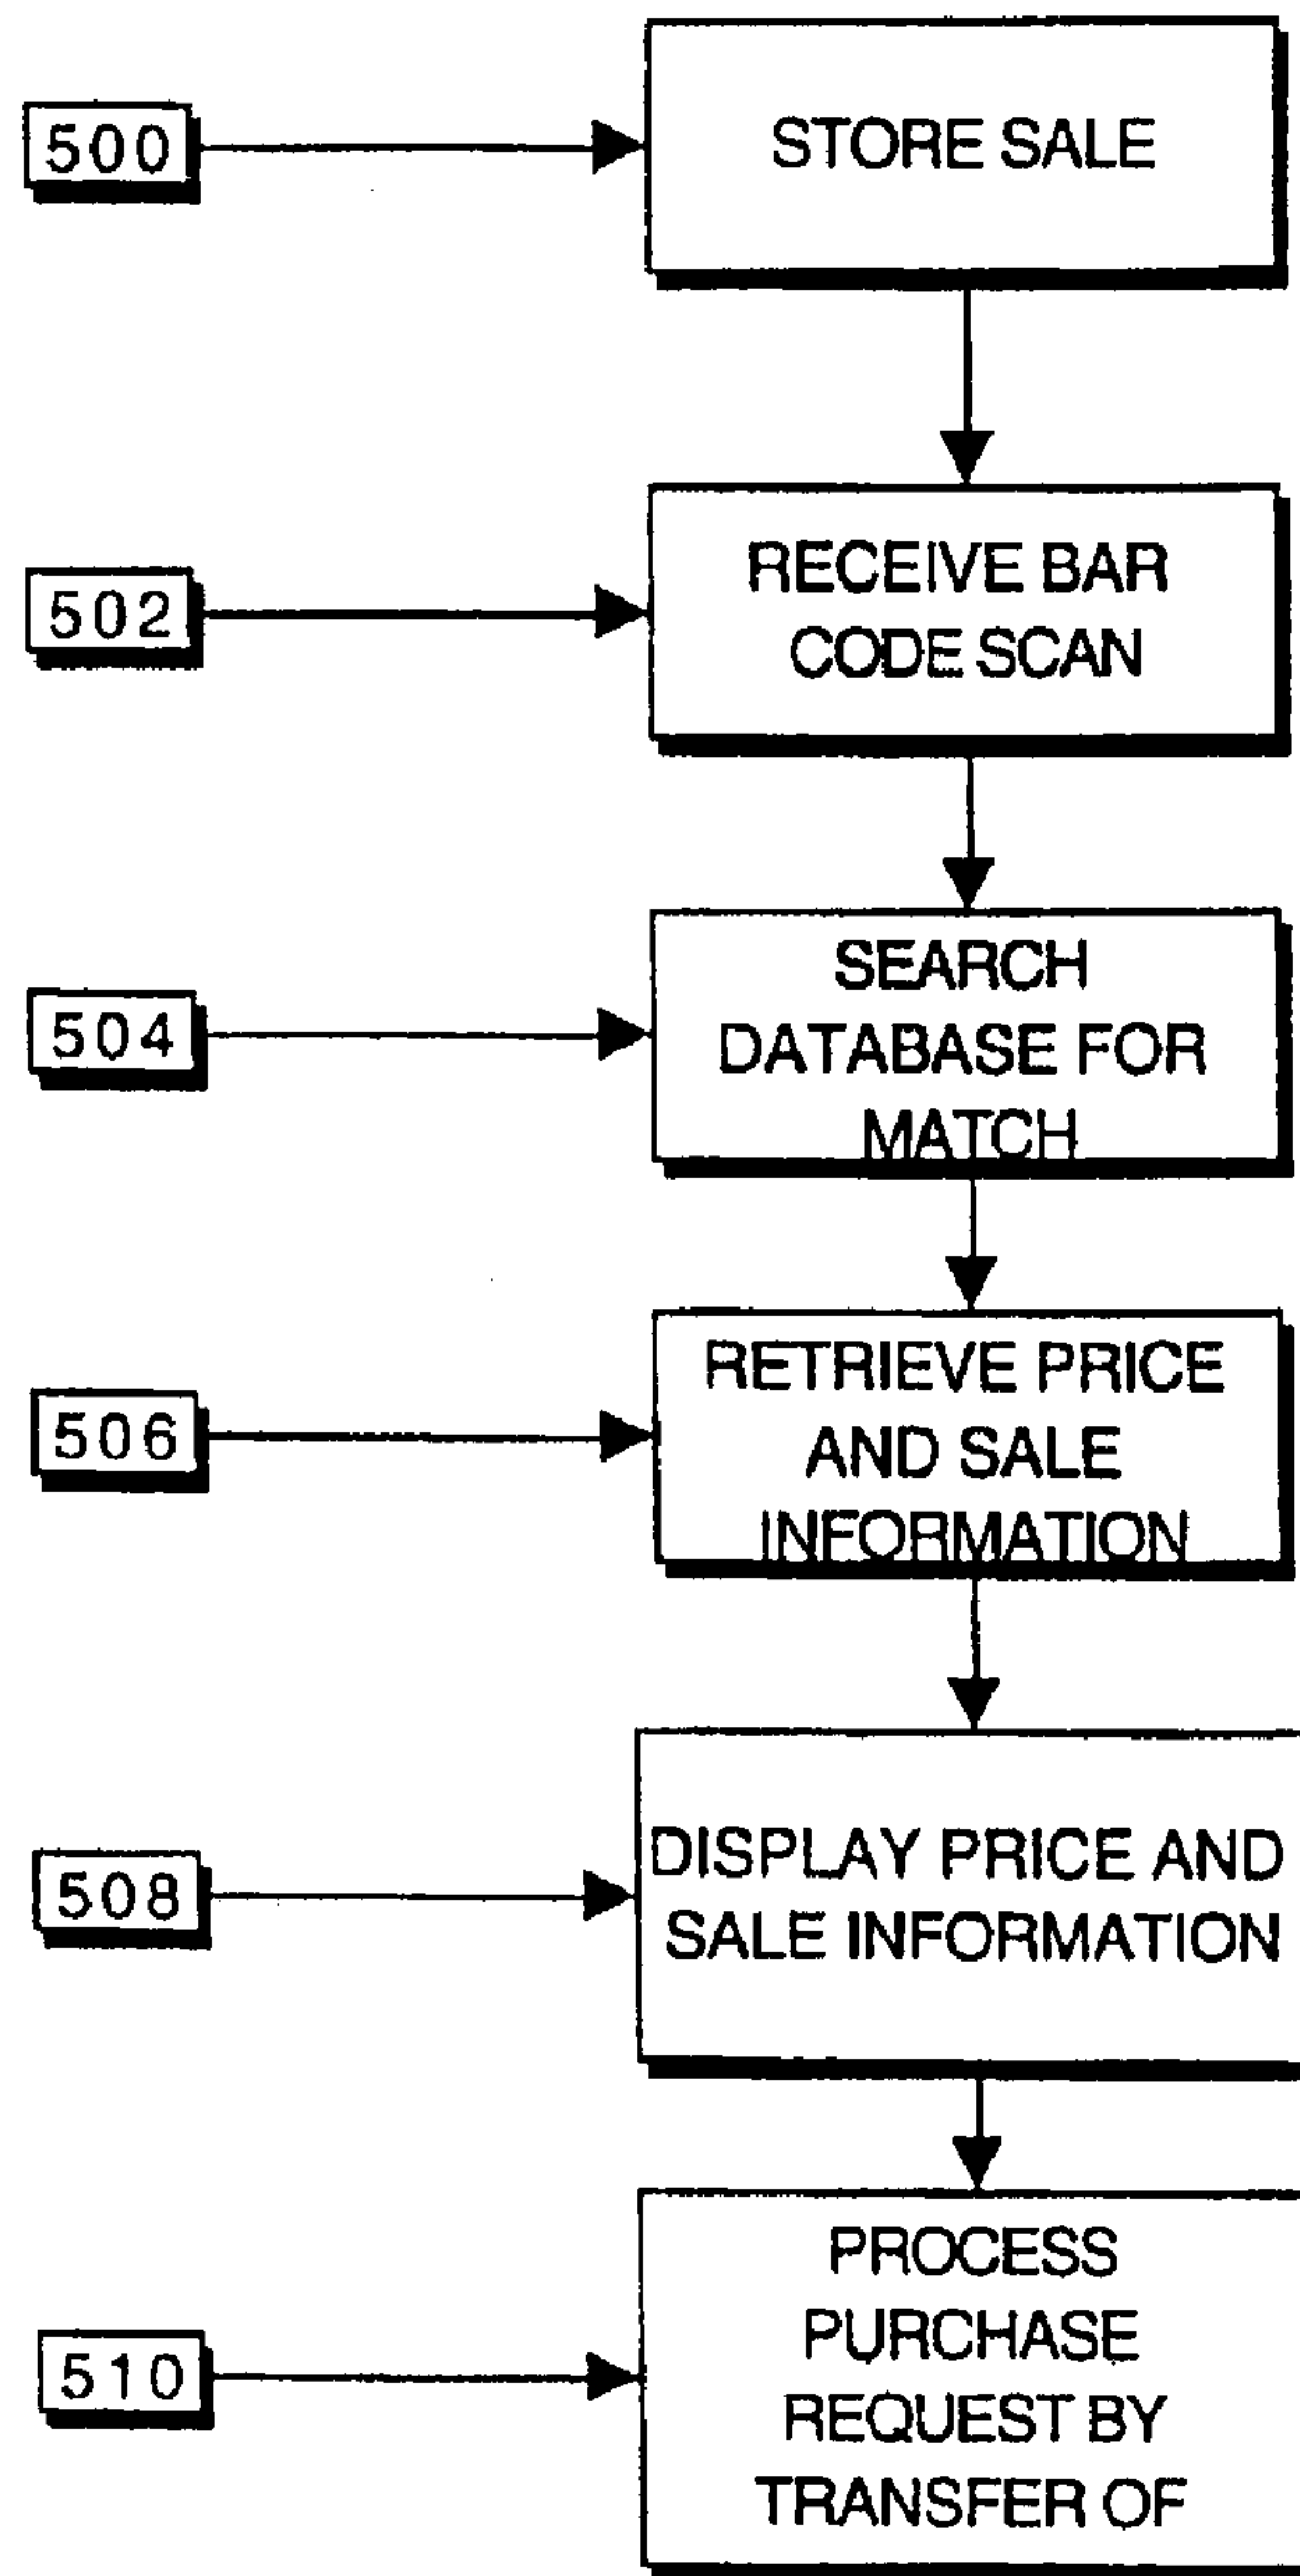 500
STORE SALE
502
RECEIVE BAR
CODE SCAN
504
SEARCH
DATABASE FOR
MATCH
506
RETRIEVE PRICE
AND SALE
INFORMATION
508
DISPLAY PRICE AND
SALE INFORMATION
510
PROCESS
PURCHASE
REQUEST BY
TRANSFER OF